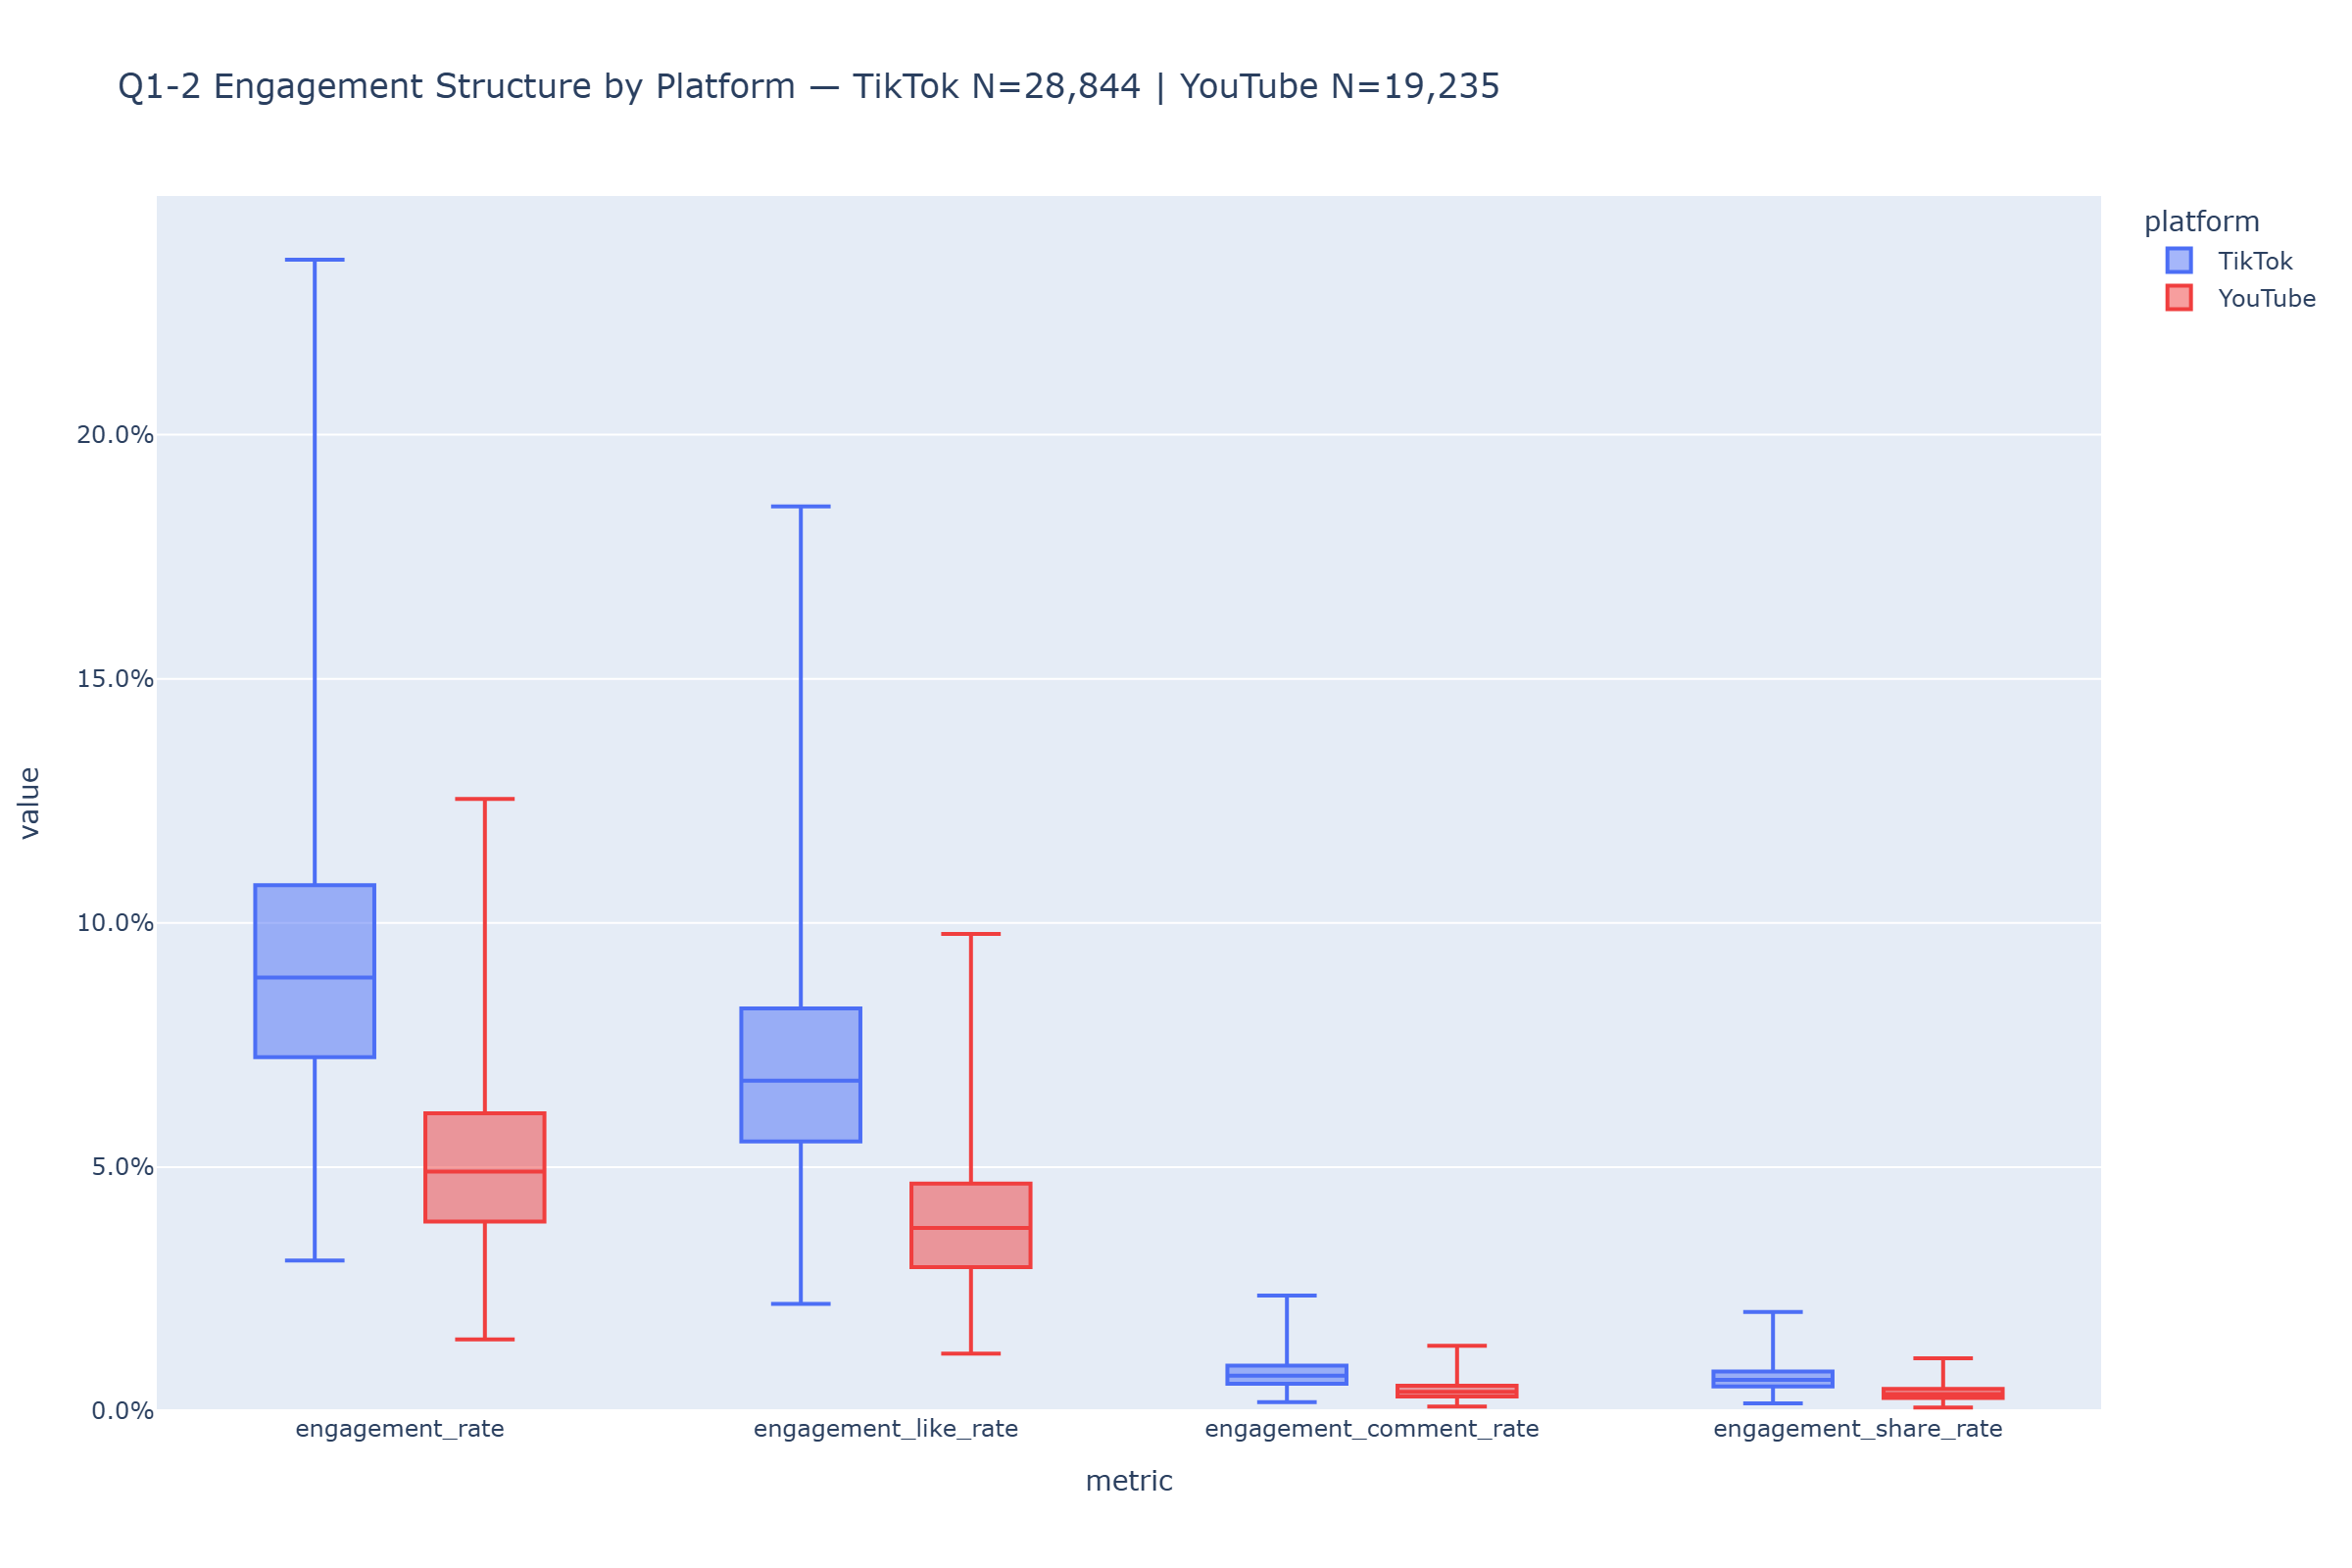 Q1-2 Engagement Structure by Platform — TikTok N=28,844 | YouTube N=19,235
platform
TikTok
YouTube
20.0%
15.0%
10.0%
5.0%
0.0%
value
engagement_rate
engagement_like_rate
engagement_comment_rate
engagement_share_rate
metric